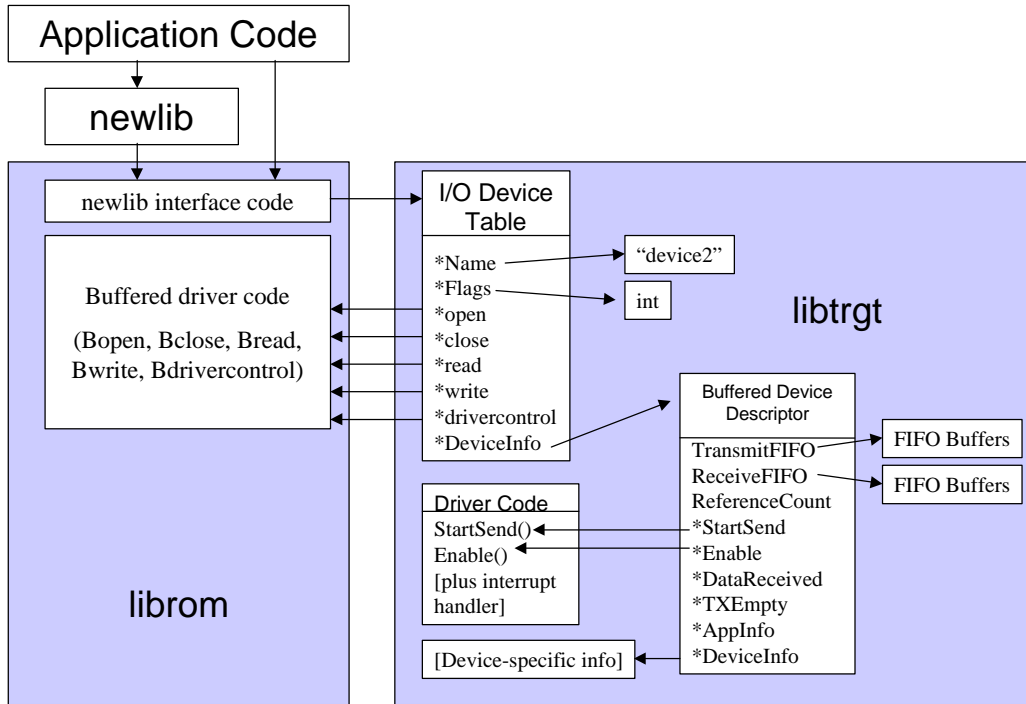 Application Code
newlib
newlib interface code
Buffered driver code
(Bopen, Bclose, Bread,
Bwrite, Bdrivercontrol)
librom
I/O Device
Table
*Name
*Flags
*open
*close
*read
*write
*drivercontrol
*DeviceInfo
“device2”
int
libtrgt
Buffered Device
Descriptor
TransmitFIFO
ReceiveFIFO
ReferenceCount
*StartSend
*Enable
*DataReceived
*TXEmpty
*AppInfo
*DeviceInfo
FIFO Buffers
FIFO Buffers
Driver Code
StartSend()
Enable()
[plus interrupt
handler]
[Device-specific info]